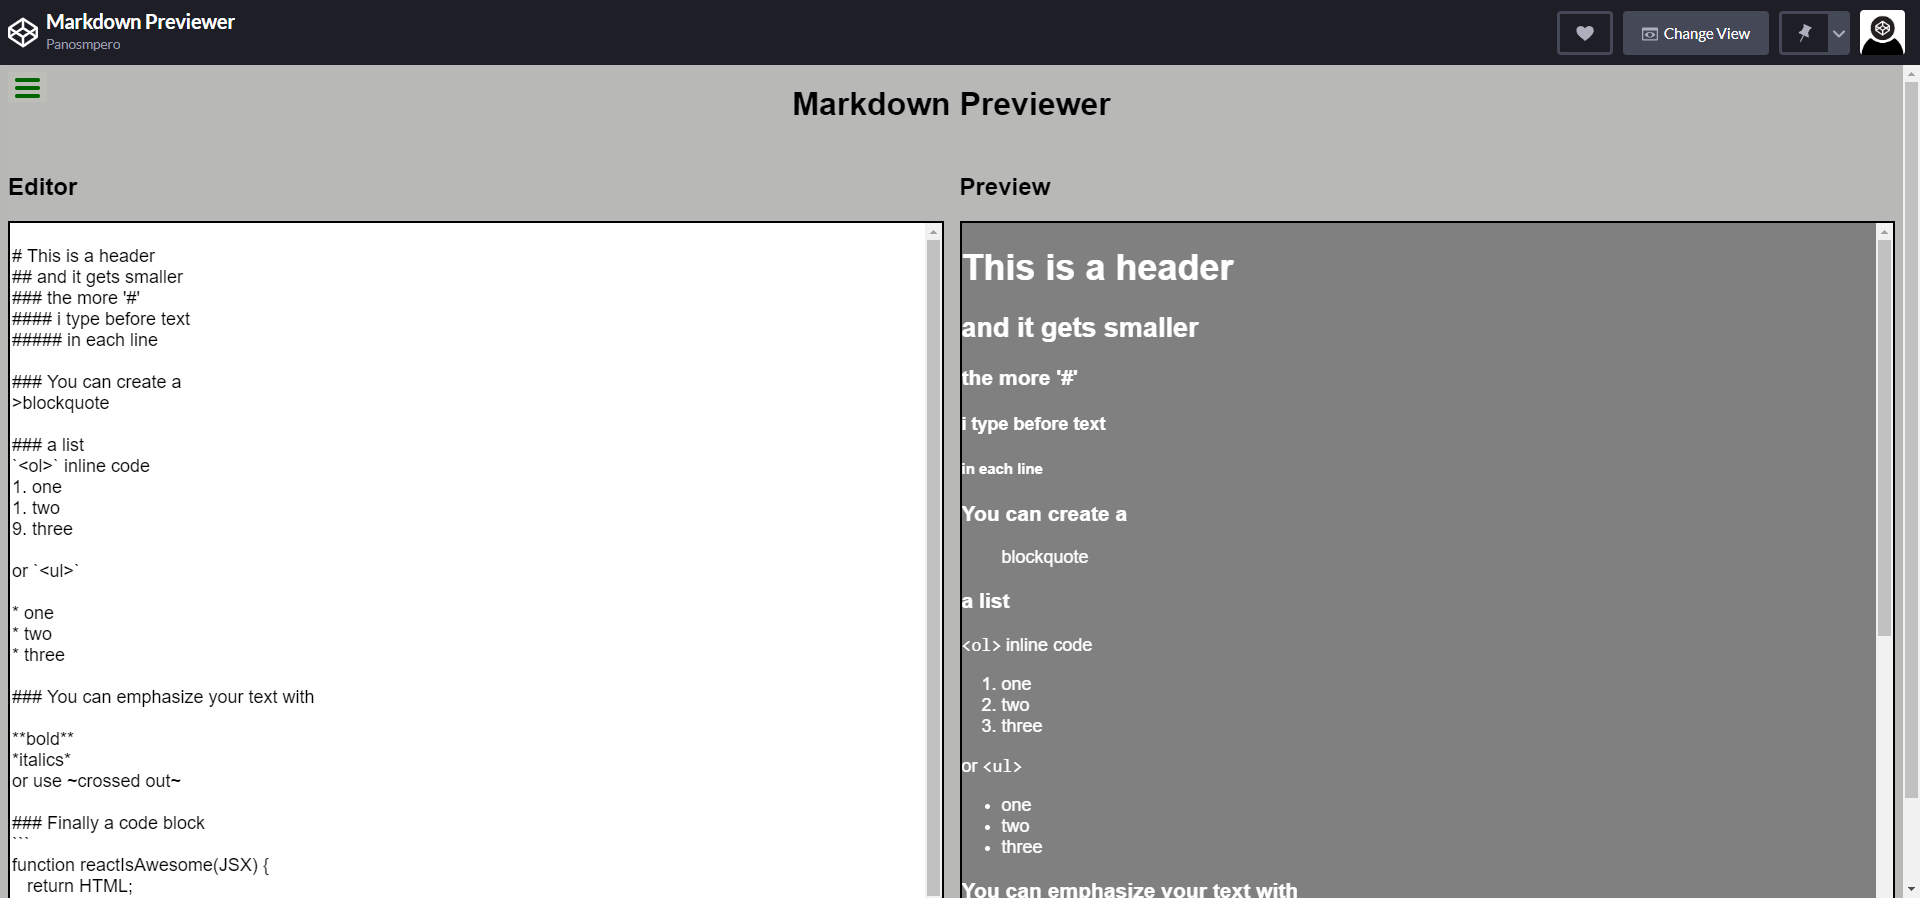 Markdown Previewer
Panosmpero
Change View
Markdown Previewer
Editor
# This is a header
## and it gets smaller
### the more '#'
#### i type before text
##### in each line
### You can create a
>blockquote
### a list
`<ol>` inline code
1. one
1. two
9. three
or `<ul>`
* one
* two
* three
### You can emphasize your text with
**bold**
*italics*
or use ~crossed out~
### Finally a code block
```
function reactIsAwesome(JSX) {
return HTML;
Preview
This is a header
and it gets smaller
the more '#'
i type before text
in each line
You can create a
blockquote
a list
<ol> inline code
1. one
2. two
3. three
or <ul>
• one
• two
• three
You can emphasize your text with